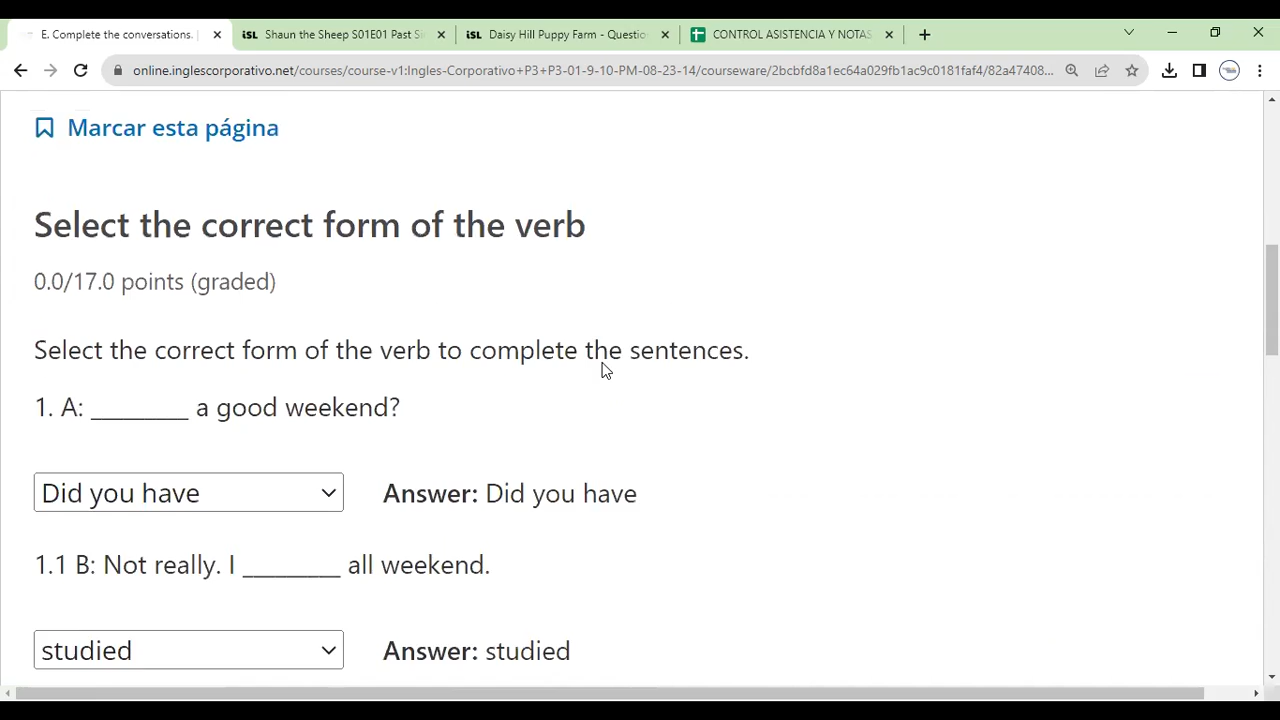 E. Complete the conversations. |
iSL Shaun the Sheep S01E01 Past Si
iSL Daisy Hill Puppy Farm - Questio
CONTROL ASISTENCIA Y NOTAS
online.inglescorporativo.net/courses/course-v1:Ingles-Corporativo+P3+P3-01-9-10-PM-08-23-14/courseware/2bcbfd8a1ec64a029fb1ac9c0181faf4/82a47408...
Marcar esta página
Select the correct form of the verb
0.0/17.0 points (graded)
Select the correct form of the verb to complete the sentences.
1. A: ________ a good weekend?
Did you have Answer: Did you have
1.1 B: Not really. I ________ all weekend.
studied Answer: studied